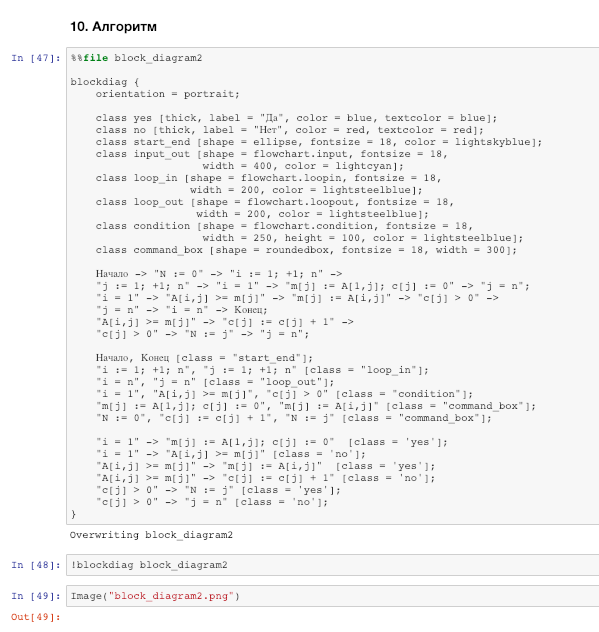 10. Алгоритм
In [47]: %%file block_diagram2
blockdiag {
orientation = portrait;
class yes [thick, label = "Да", color = blue, textcolor = blue];
class no [thick, label = "Нет", color = red, textcolor = red];
class start_end [shape = ellipse, fontsize = 18, color = lightskyblue];
class input_out [shape = flowchart.input, fontsize = 18,
width = 400, color = lightcyan];
class loop_in [shape = flowchart.loopin, fontsize = 18,
width = 200, color = lightsteelblue];
class loop_out [shape = flowchart.loopout, fontsize = 18,
width = 200, color = lightsteelblue];
class condition [shape = flowchart.condition, fontsize = 18,
width = 250, height = 100, color = lightsteelblue];
class command_box [shape = roundedbox, fontsize = 18, width = 300];
Начало -> "N := 0" -> "i := 1; +1; n" ->
"j := 1; +1; n" -> "i = 1" -> "m[j] := A[1,j]; c[j] := 0" -> "j = n";
"i = 1" -> "A[i,j] >= m[j]" -> "m[j] := A[i,j]" -> "c[j] > 0" ->
"j = n" -> "i = n" -> Конец;
"A[i,j] >= m[j]" -> "c[j] := c[j] + 1" ->
"c[j] > 0" -> "N := j" -> "j = n";
Начало, Конец [class = "start_end"];
"i := 1; +1; n", "j := 1; +1; n" [class = "loop_in"];
"i = n", "j = n" [class = "loop_out"];
"i = 1", "A[i,j] >= m[j]", "c[j] > 0" [class = "condition"];
"m[j] := A[1,j]; c[j] := 0", "m[j] := A[i,j]" [class = "command_box"];
"N := 0", "c[j] := c[j] + 1", "N := j" [class = "command_box"];
"i = 1" -> "m[j] := A[1,j]; c[j] := 0"  [class = 'yes'];
"i = 1" -> "A[i,j] >= m[j]" [class = 'no'];
"A[i,j] >= m[j]" -> "m[j] := A[i,j]"  [class = 'yes'];
"A[i,j] >= m[j]" -> "c[j] := c[j] + 1" [class = 'no'];
"c[j] > 0" -> "N := j" [class = 'yes'];
"c[j] > 0" -> "j = n" [class = 'no'];
}
Overwriting block_diagram2
In [48]: !blockdiag block_diagram2
In [49]: Image("block_diagram2.png")
Out[49]: